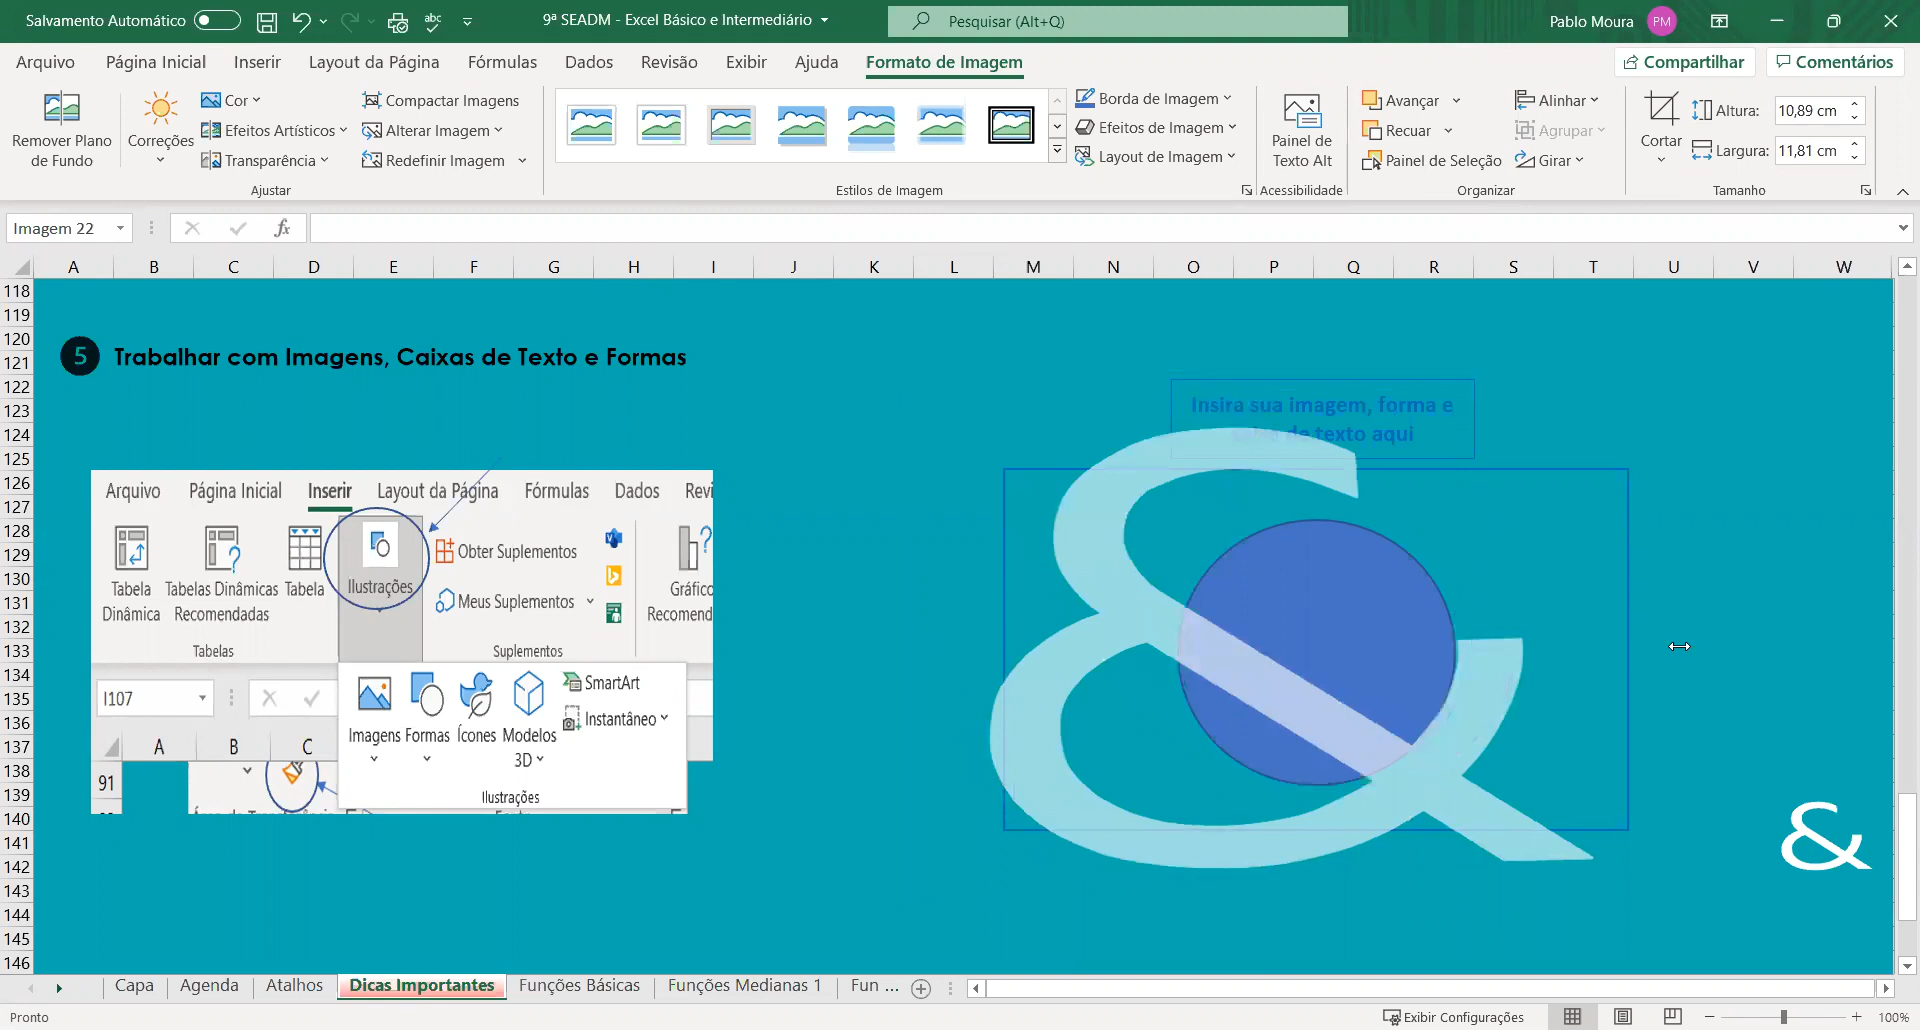 Salvamento Automático
9ª SEADM - Excel Básico e Intermediário
Pesquisar (Alt+Q)
Pablo Moura PM
Arquivo Página Inicial Inserir Layout da Página Fórmulas Dados Revisão Exibir Ajuda Formato de Imagem
Compartilhar Comentários
Remover Plano de Fundo
Correções
Cor
Efeitos Artísticos
Transparência
Compactar Imagens
Alterar Imagem
Redefinir Imagem
Ajustar
Estilos de Imagem
Borda de Imagem
Efeitos de Imagem
Layout de Imagem
Painel de Texto Alt
Acessibilidade
Avançar
Recuar
Painel de Seleção
Alinhar
Agrupar
Girar
Organizar
Cortar
Altura: 10,89 cm
Largura: 11,81 cm
Tamanho
Imagem 22
fx
A B C D E F G H I J K L M N O P Q R S T U V W
118
119
120
121
122
123
124
125
126
127
128
129
130
131
132
133
134
135
136
137
138
139
140
141
142
143
144
145
146
5 Trabalhar com Imagens, Caixas de Texto e Formas
Insira sua imagem, forma e
de texto aqui
&
&
Arquivo Página Inicial Inserir Layout da Página Fórmulas Dados Revi
Tabela Dinâmica
Tabelas Dinâmicas Recomendadas
Tabela
Tabelas
Ilustrações
Obter Suplementos
Meus Suplementos
Suplementos
Gráfico
Recomend
I107
A B C
91
Imagens Formas Ícones Modelos 3D
SmartArt
Instantâneo
Ilustrações
Capa Agenda Atalhos Dicas Importantes Funções Básicas Funções Medianas 1 Fun ...
Pronto
Exibir Configurações
100%